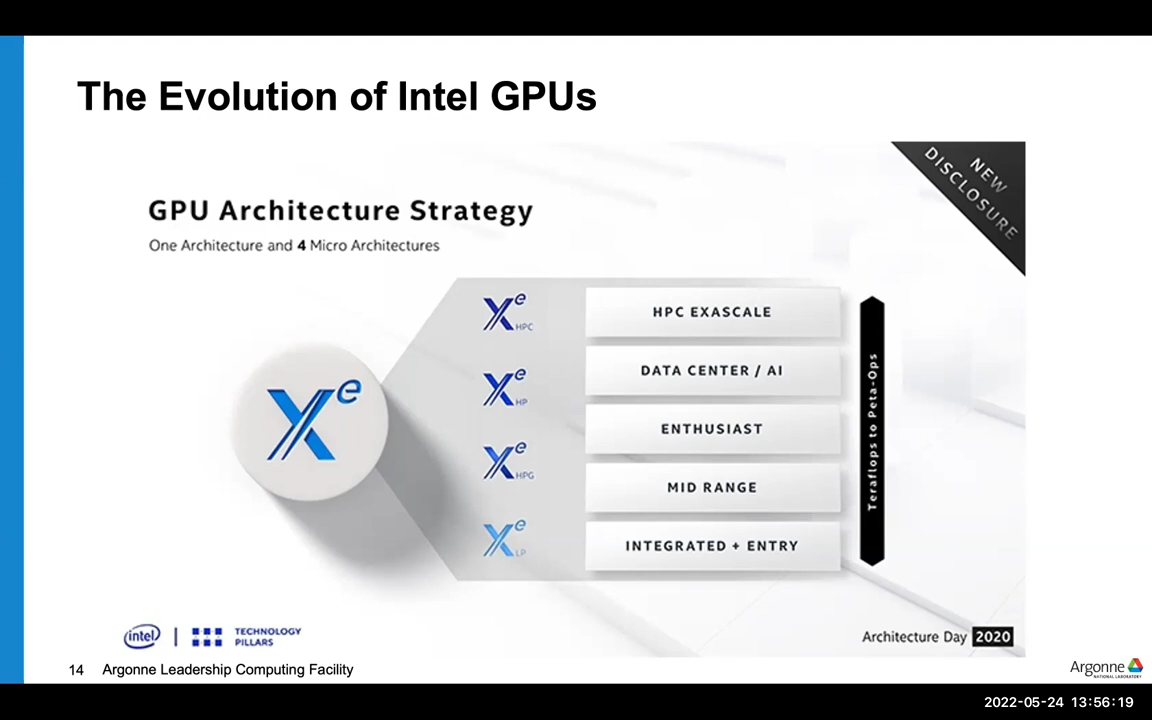 The Evolution of Intel GPUs
NEW
DISCLOSURE
GPU Architecture Strategy
One Architecture and 4 Micro Architectures
Xe
Xe HPC
HPC EXASCALE
Xe HP
DATA CENTER / AI
ENTHUSIAST
Xe HPG
MID RANGE
Xe LP
INTEGRATED + ENTRY
Teraflops to Peta-Ops
intel
TECHNOLOGY
PILLARS
Architecture Day 2020
14 Argonne Leadership Computing Facility
Argonne
NATIONAL LABORATORY
2022-05-24 13:56:19